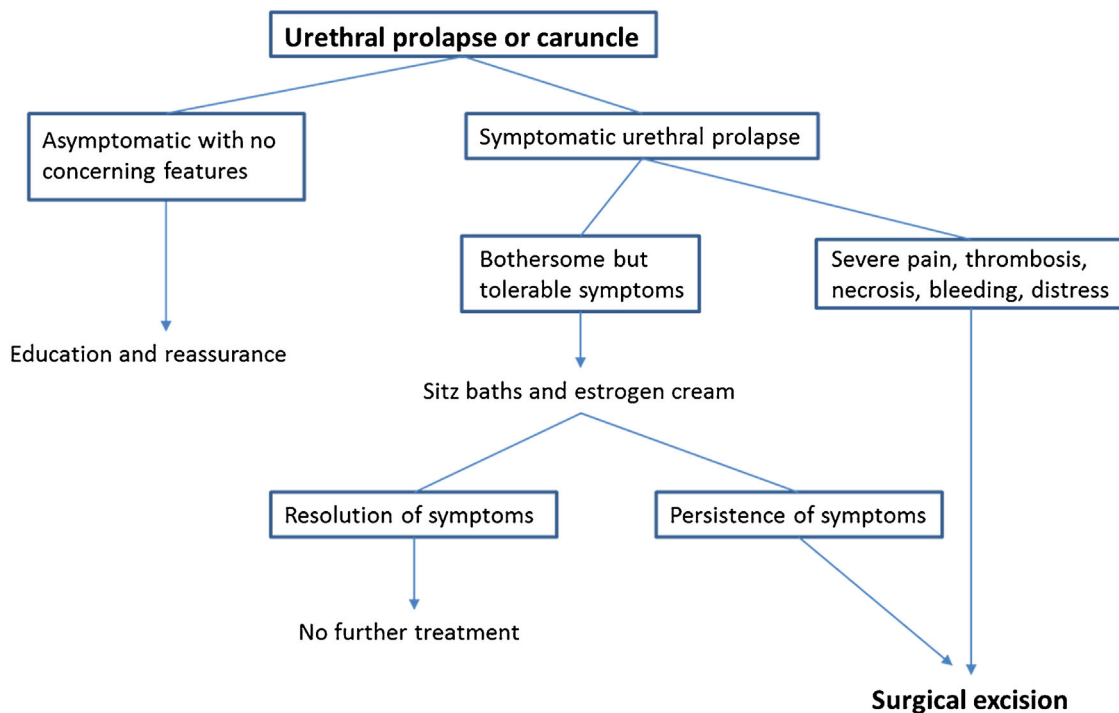 Urethral prolapse or caruncle
Asymptomatic with no
concerning features
Symptomatic urethral prolapse
Bothersome but
tolerable symptoms
Severe pain, thrombosis,
necrosis, bleeding, distress
Education and reassurance
Sitz baths and estrogen cream
Resolution of symptoms
Persistence of symptoms
No further treatment
Surgical excision